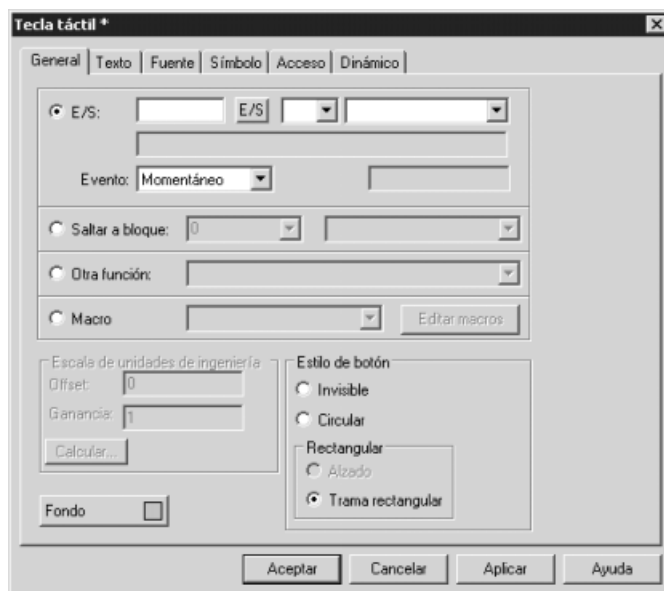 Tecla táctil *
General Texto Fuente Símbolo Acceso Dinámico
E/S: E/S
Evento: Momentáneo
Saltar a bloque: 0
Otra función:
Macro Editar macros
Escala de unidades de ingeniería
Offset: 0
Ganancia: 1
Calcular...
Estilo de botón
Invisible
Circular
Rectangular
Alzado
Trama rectangular
Fondo
Aceptar Cancelar Aplicar Ayuda